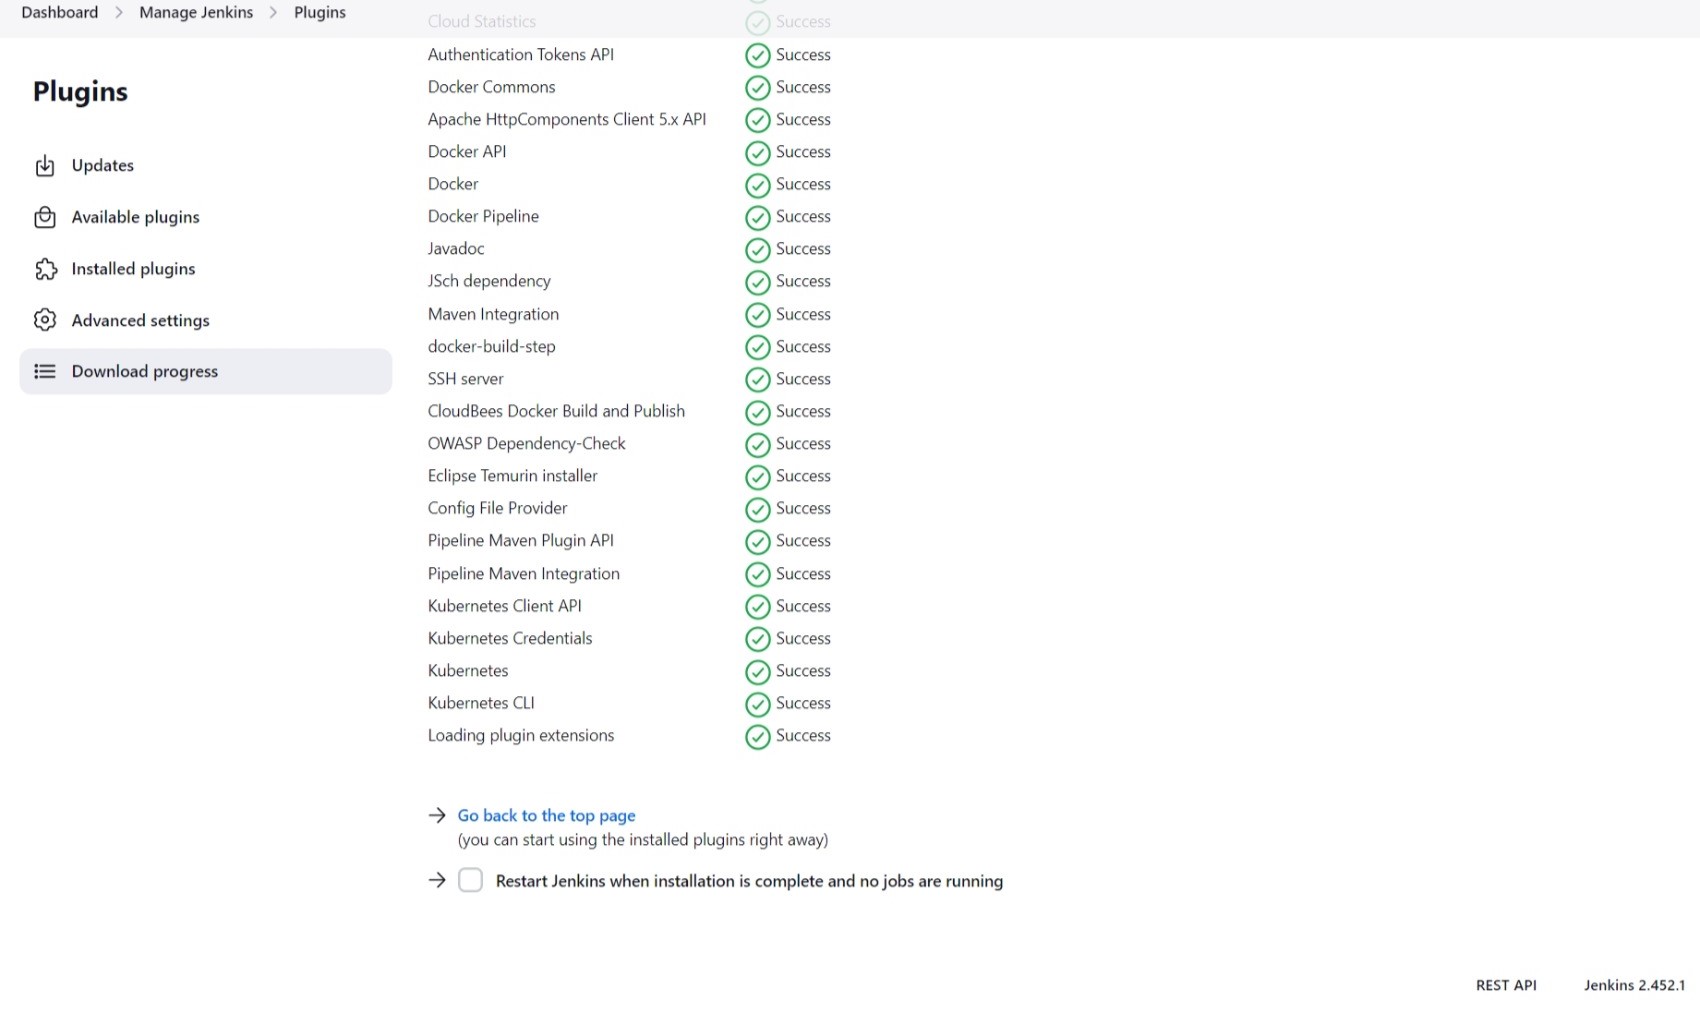 Dashboard > Manage Jenkins > Plugins
Plugins
Updates
Available plugins
Installed plugins
Advanced settings
Download progress
Cloud Statistics Success
Authentication Tokens API Success
Docker Commons Success
Apache HttpComponents Client 5.x API Success
Docker API Success
Docker Success
Docker Pipeline Success
Javadoc Success
JSch dependency Success
Maven Integration Success
docker-build-step Success
SSH server Success
CloudBees Docker Build and Publish Success
OWASP Dependency-Check Success
Eclipse Temurin installer Success
Config File Provider Success
Pipeline Maven Plugin API Success
Pipeline Maven Integration Success
Kubernetes Client API Success
Kubernetes Credentials Success
Kubernetes Success
Kubernetes CLI Success
Loading plugin extensions Success
→ Go back to the top page
(you can start using the installed plugins right away)
→ Restart Jenkins when installation is complete and no jobs are running
REST API Jenkins 2.452.1